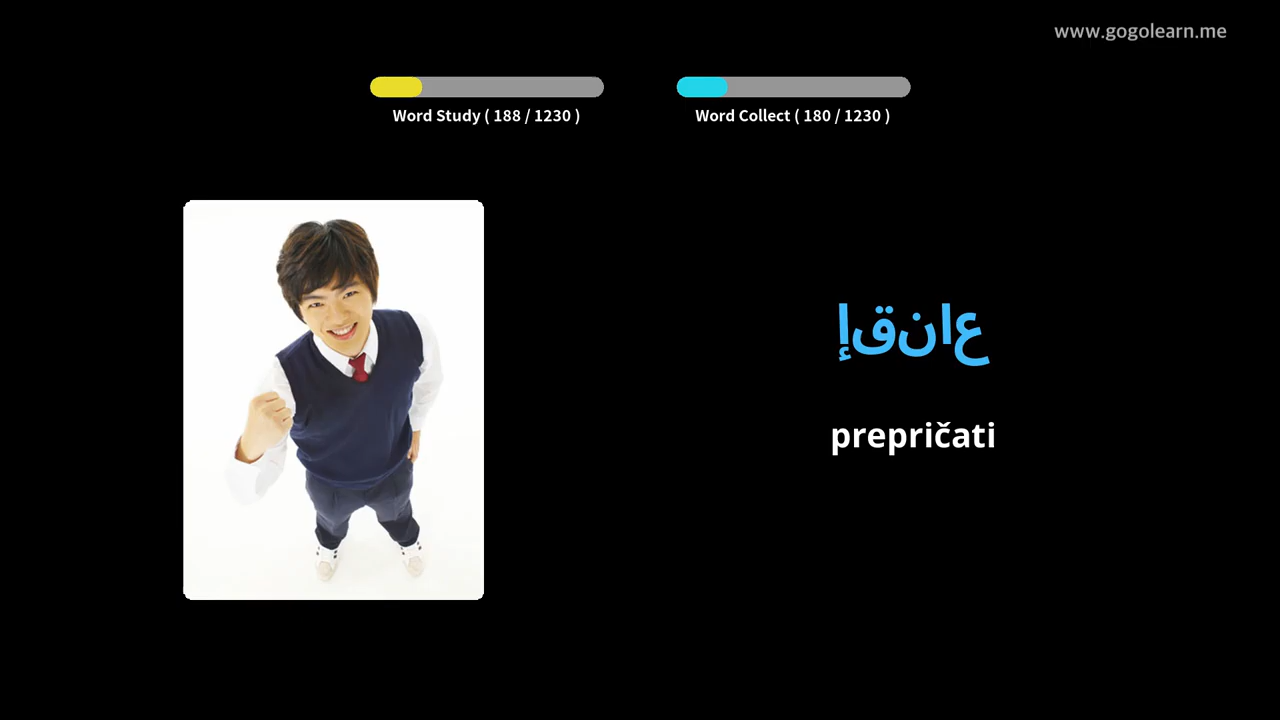 www.gogolearn.me
Word Study ( 188 / 1230 )
Word Collect ( 180 / 1230 )
إقناع
prepričati